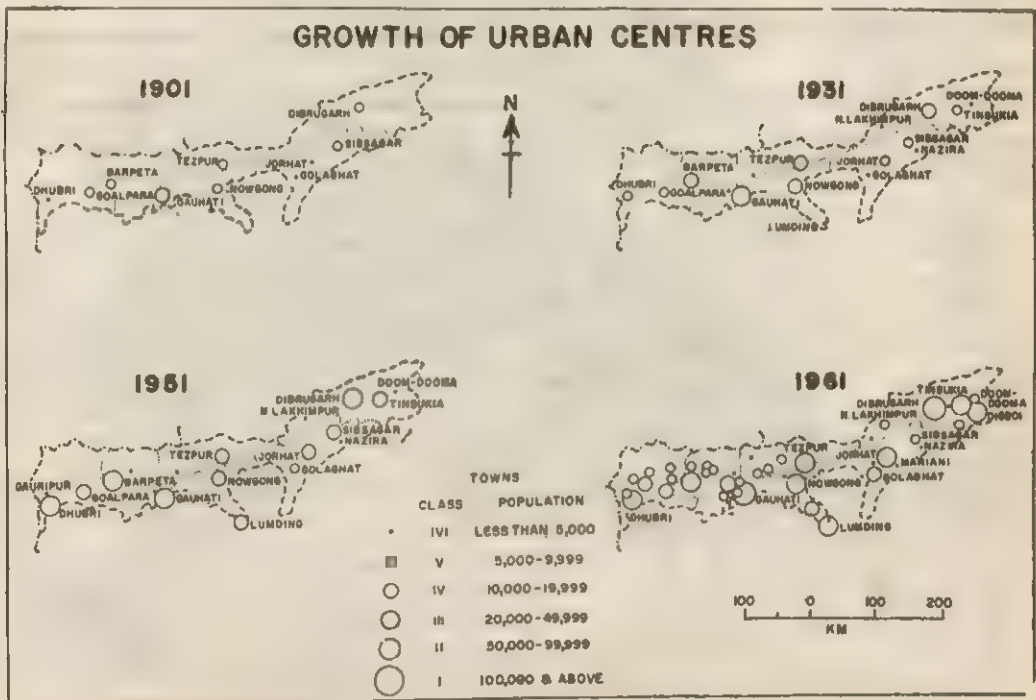 GROWTH OF URBAN CENTRES
1901
DIBRUGARH
SIBSAGAR
TEZPUR
JORHAT
GOLAGHAT
BARPETA
DHUBRI
GOALPARA
NOWGONG
GAUHATI
N
1931
DOOM-DOOMA
DIBRUGARH
TINSUKIA
N.LAKHIMPUR
SIBSAGAR
NAZIRA
TEZPUR
JORHAT
GOLAGHAT
BARPETA
DHUBRI
GOALPARA
NOWGONG
GAUHATI
LUMDING
1951
DOOM-DOOMA
DIBRUGARH
TINSUKIA
N.LAKHIMPUR
SIBSAGAR
NAZIRA
TEZPUR
JORHAT
GOLAGHAT
GAURIPUR
BARPETA
NOWGONG
GOALPARA
GAUHATI
DHUBRI
LUMDING
1961
TINSUKIA
DOOM-
DOOMA
DIBRUGARH
DIGBOI
N.LAKHIMPUR
SIBSAGAR
NAZIRA
TEZPUR
JORHAT
MARIANI
GOLAGHAT
NOWGONG
GAUHATI
DHUBRI
LUMDING
TOWNS
CLASS POPULATION
IVI LESS THAN 5,000
V 5,000-9,999
IV 10,000-19,999
III 20,000-49,999
II 50,000-99,999
I 100,000 & ABOVE
100 0 100 200
KM